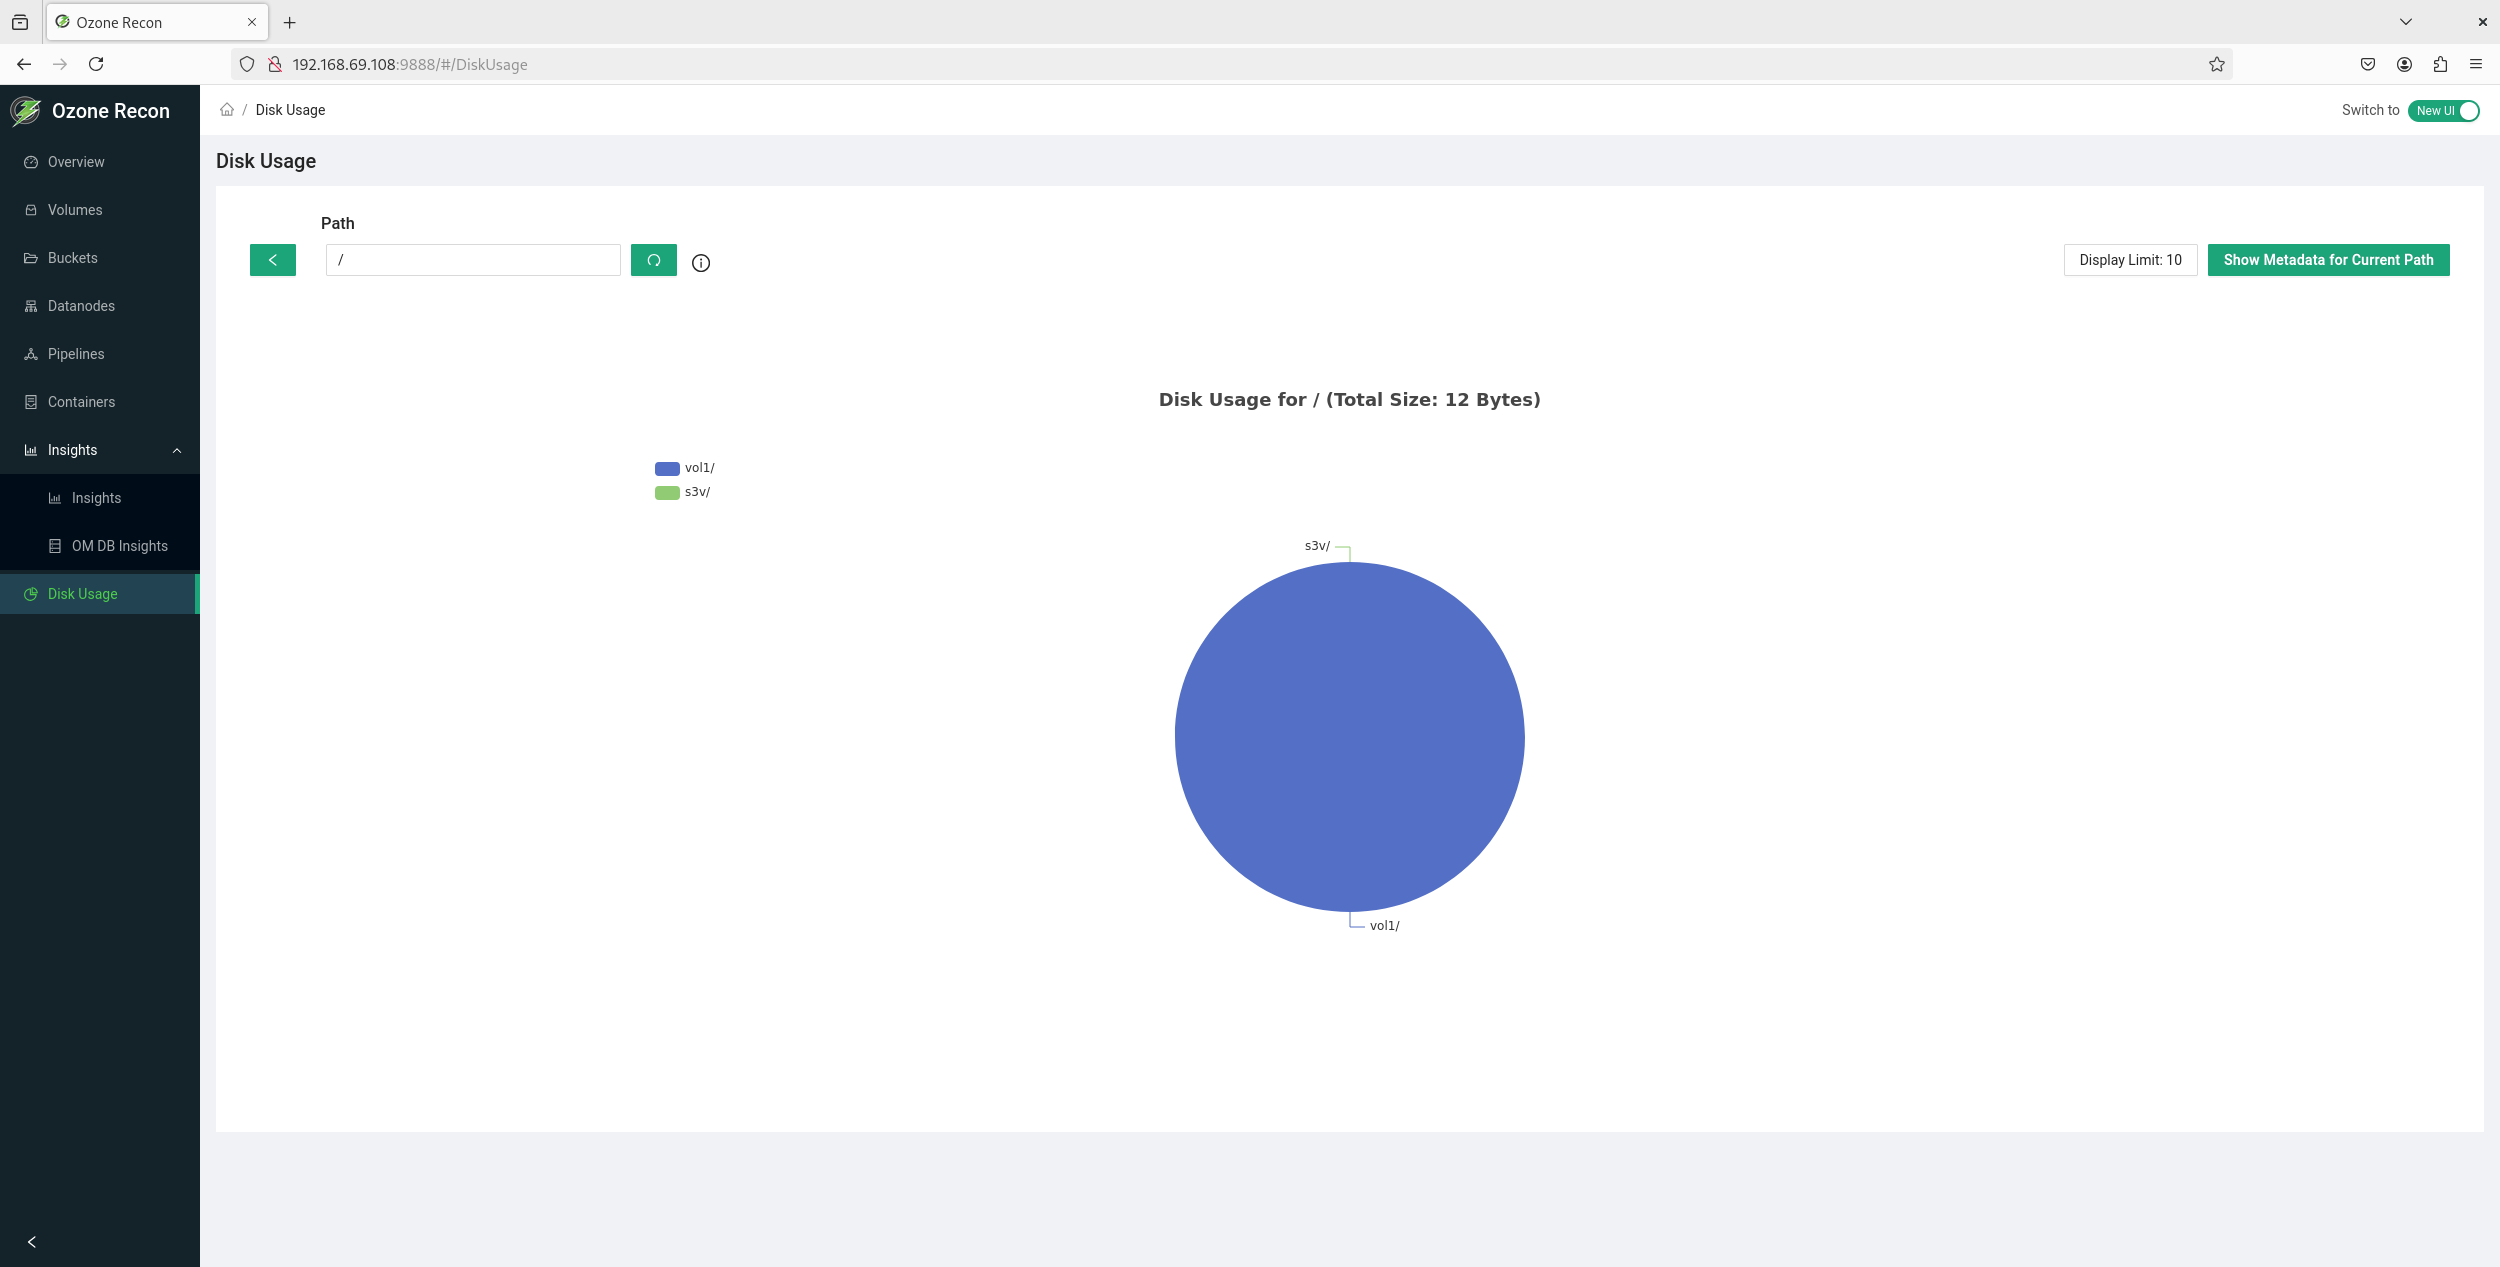 Ozone Recon
192.168.69.108:9888/#/DiskUsage
Ozone Recon
/ Disk Usage
Switch to New UI
Overview
Volumes
Buckets
Datanodes
Pipelines
Containers
Insights
Insights
OM DB Insights
Disk Usage
Disk Usage
Path
/
Display Limit: 10
Show Metadata for Current Path
Disk Usage for / (Total Size: 12 Bytes)
vol1/
s3v/
s3v/
vol1/